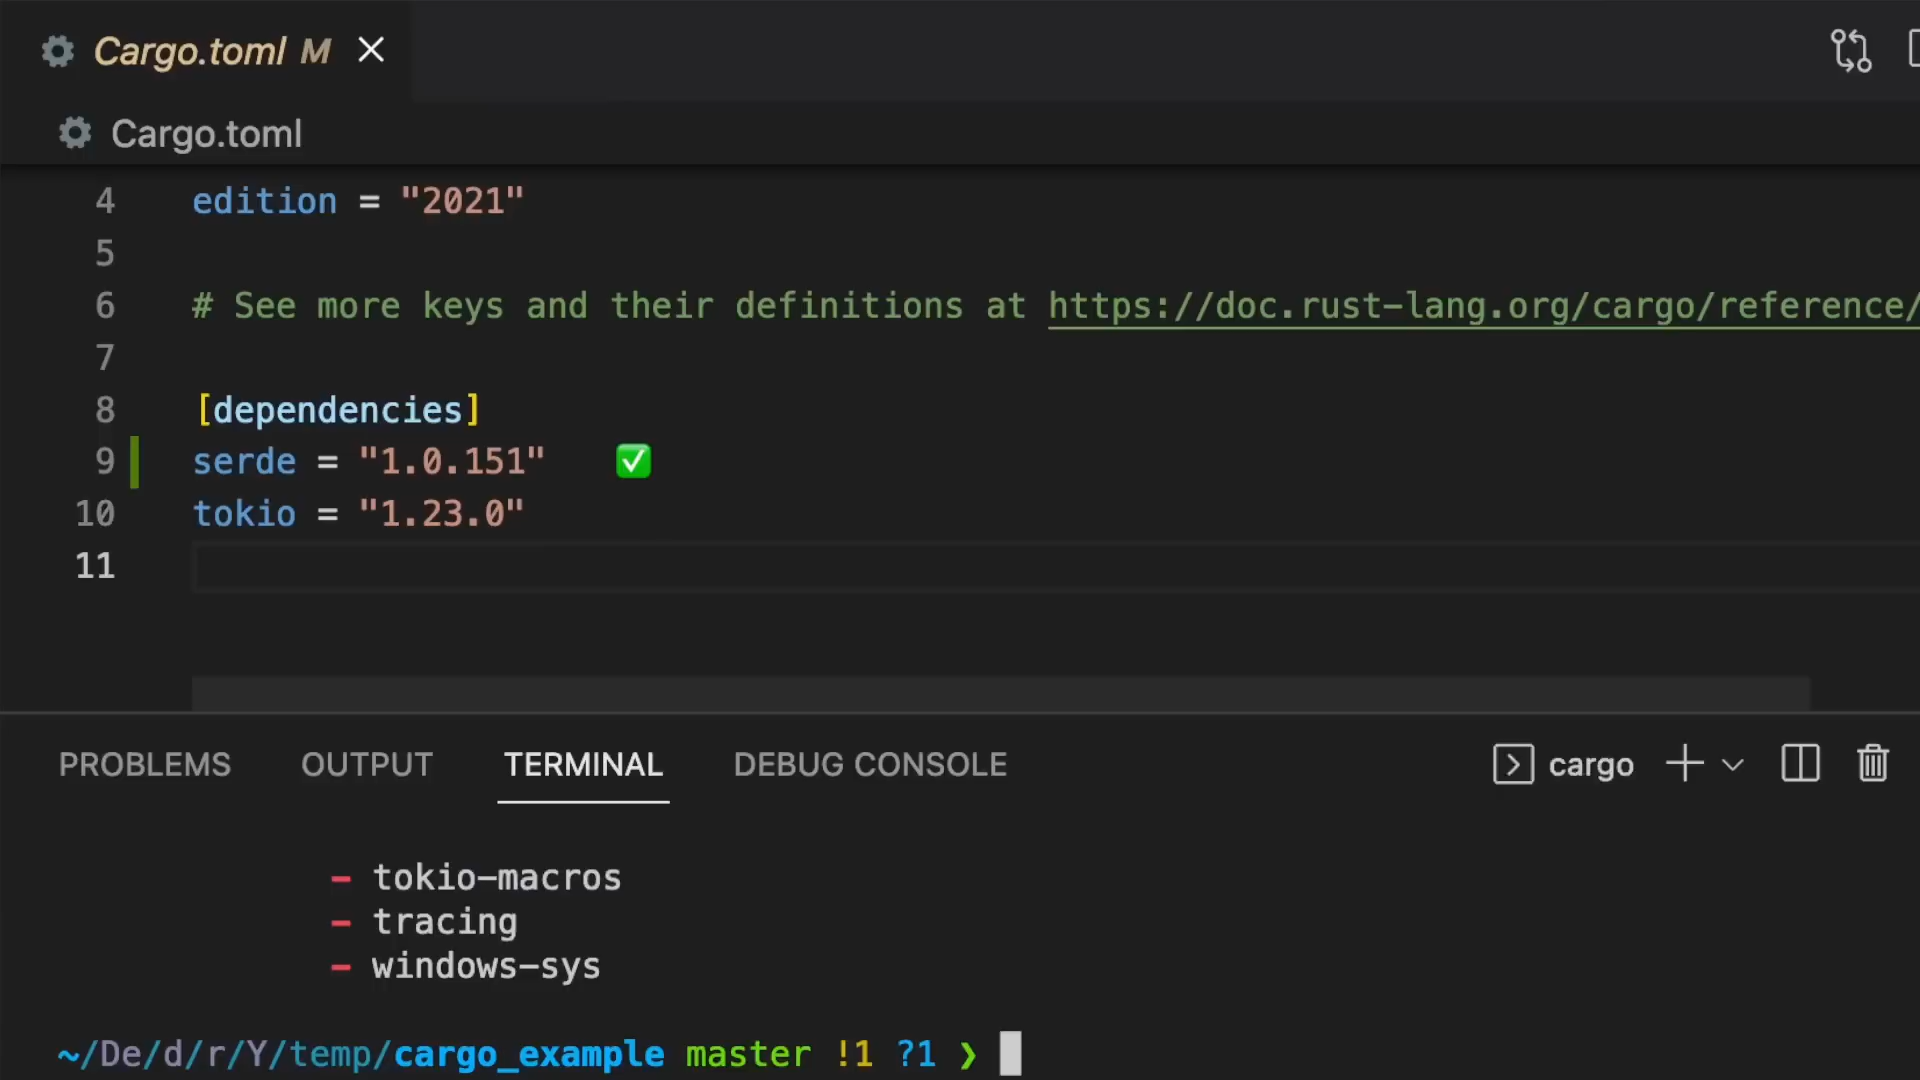 Cargo.toml M
Cargo.toml
4 edition = "2021"
5
6 # See more keys and their definitions at https://doc.rust-lang.org/cargo/reference/
7
8 [dependencies]
9 serde = "1.0.151" ✅
10 tokio = "1.23.0"
11
PROBLEMS OUTPUT TERMINAL DEBUG CONSOLE cargo
- tokio-macros
- tracing
- windows-sys
~/De/d/r/Y/temp/cargo_example master !1 ?1 ❯